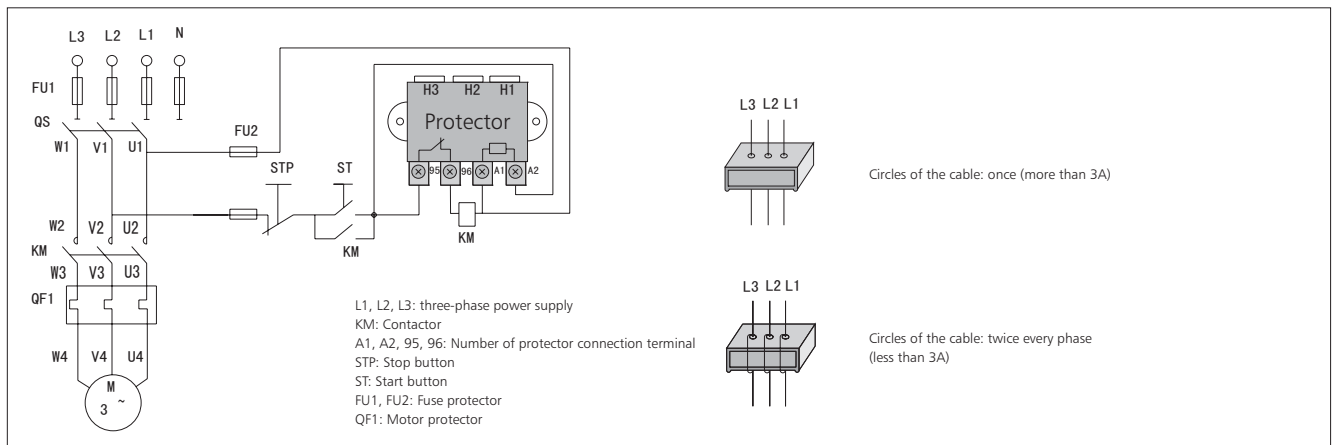 L3 L2 L1 N
FU1
H3 H2 H1
QS
Protector
FU2
W1 V1 U1
STP ST
95 96 A1 A2
L3 L2 L1
Circles of the cable: once (more than 3A)
W2 V2 U2
KM
KM
KM
W3 V3 U3
QF1
W4 V4 U4
M
3 ~
L1, L2, L3: three-phase power supply
KM: Contactor
A1, A2, 95, 96: Number of protector connection terminal
STP: Stop button
ST: Start button
FU1, FU2: Fuse protector
QF1: Motor protector
L3 L2 L1
Circles of the cable: twice every phase
(less than 3A)